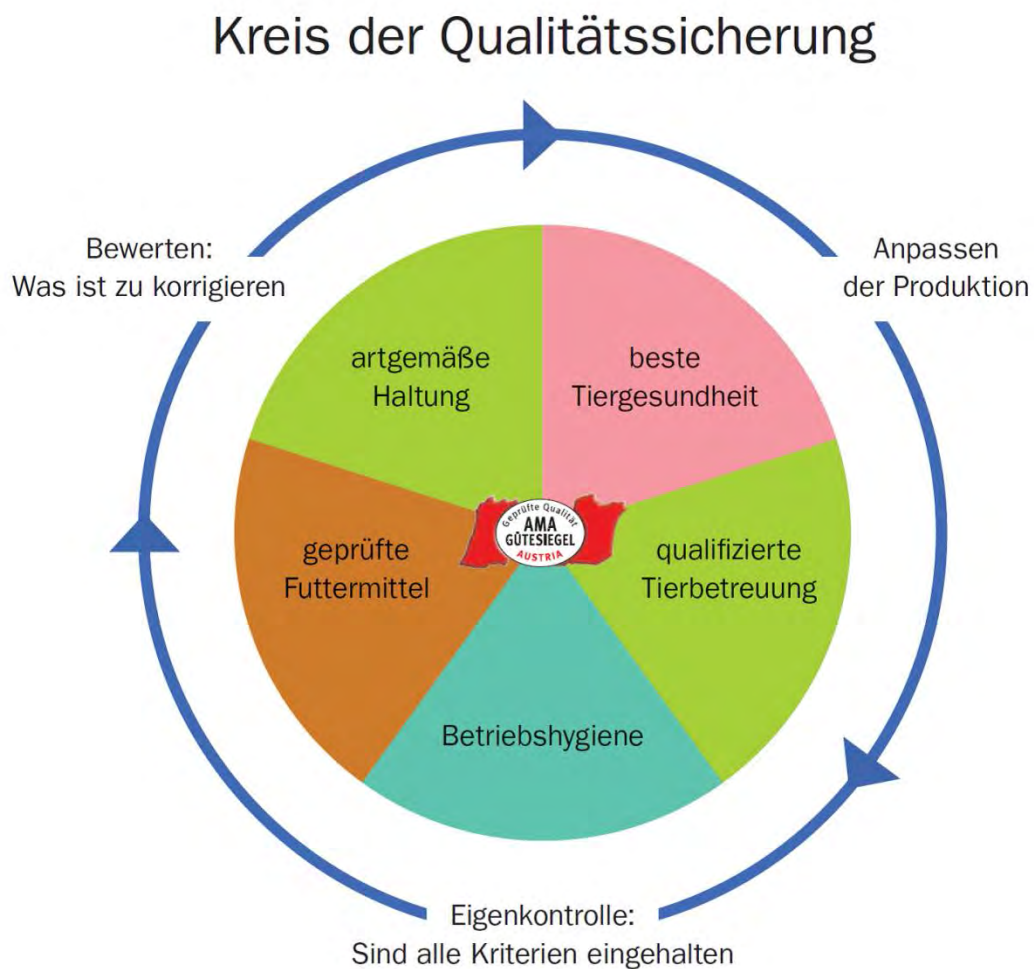 Kreis der Qualitätssicherung
Bewerten:
Was ist zu korrigieren
Anpassen
der Produktion
artgemäße
Haltung
beste
Tiergesundheit
geprüfte
Futtermittel
Geprüfte Qualität
AMA
GÜTESIEGEL
AUSTRIA
qualifizierte
Tierbetreuung
Betriebshygiene
Eigenkontrolle:
Sind alle Kriterien eingehalten